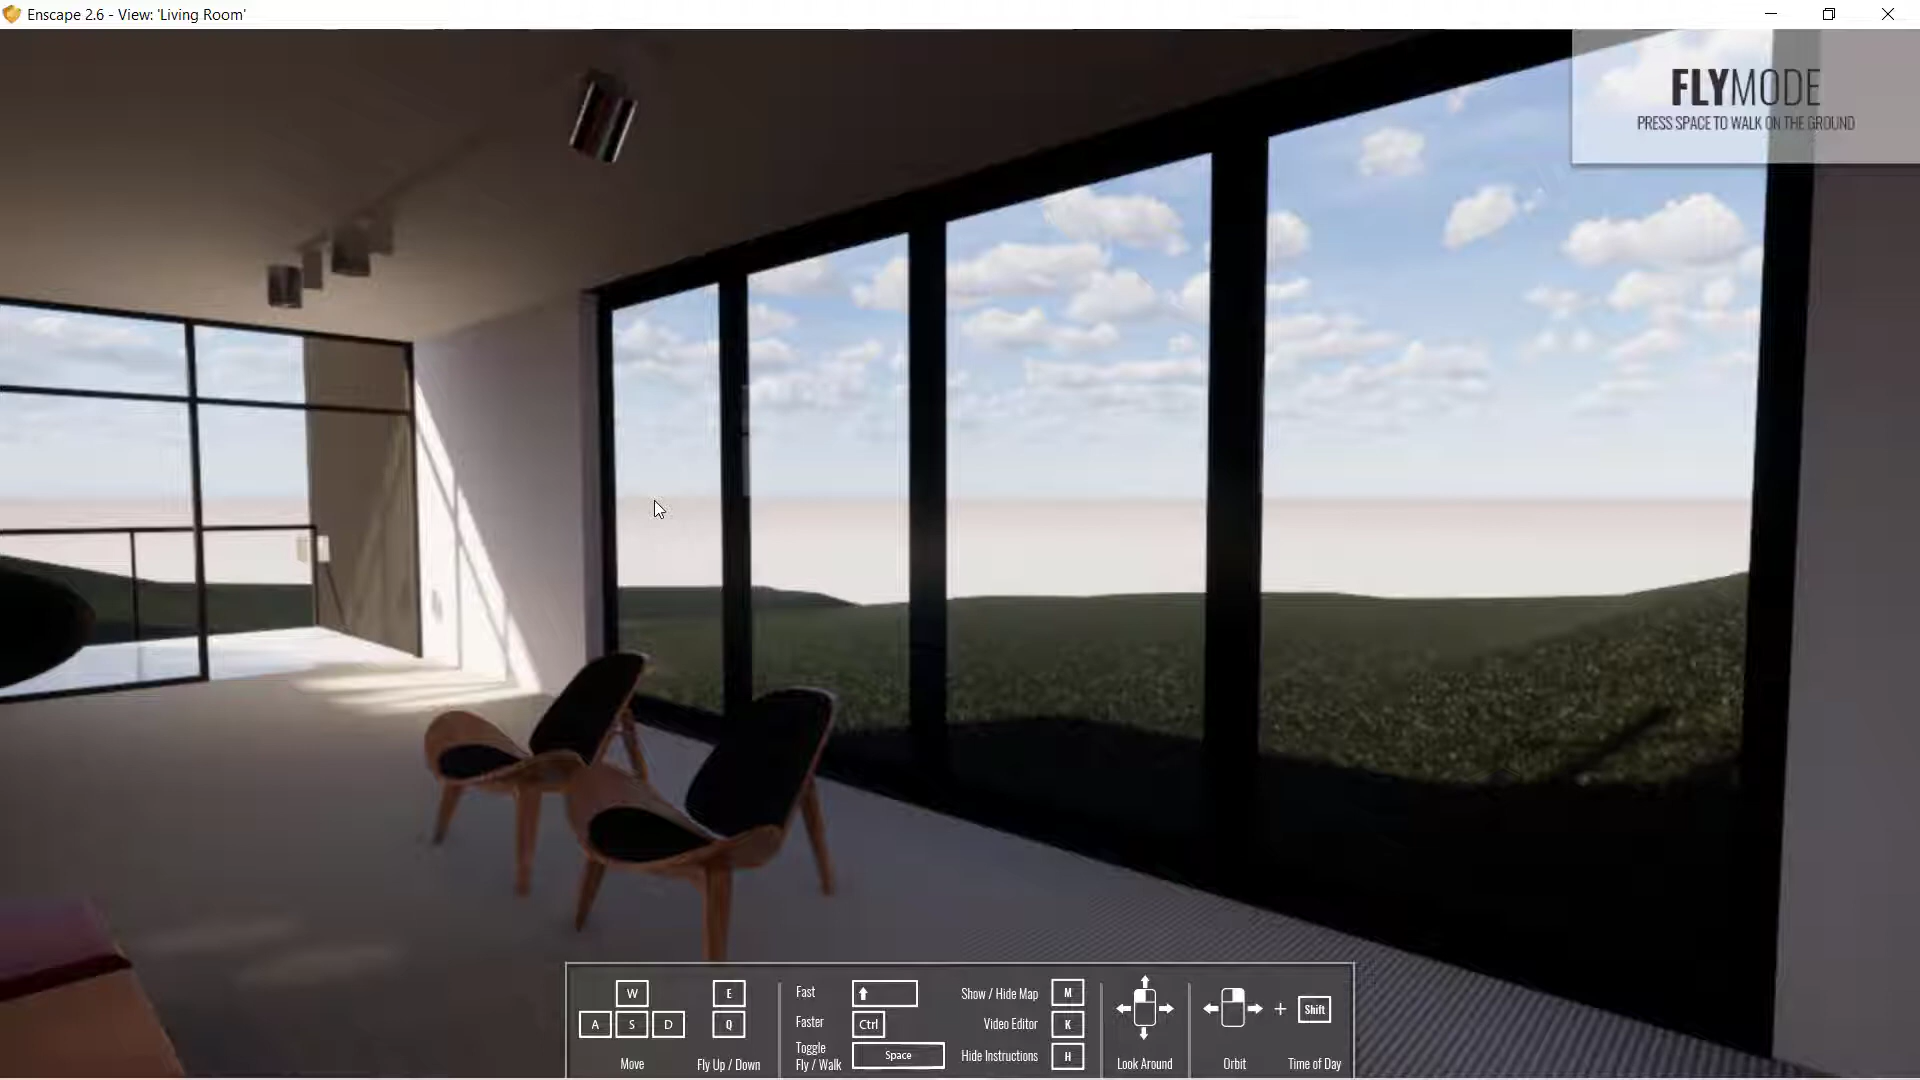 Enscape 2.6 - View: 'Living Room'
FLYMODE
PRESS SPACE TO WALK ON THE GROUND
W
A S D
Move
E
Q
Fly Up / Down
Fast
Faster Ctrl
Toggle
Fly / Walk Space
Show / Hide Map M
Video Editor K
Hide Instructions H
Look Around
Orbit
+ Shift
Time of Day